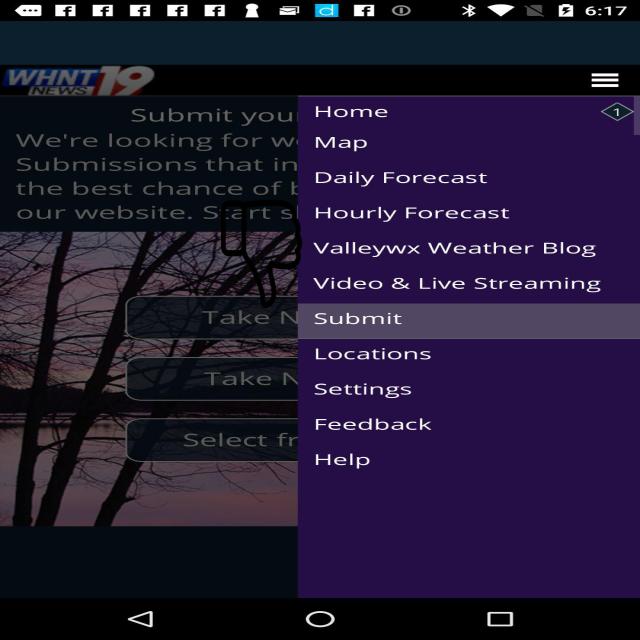 6:17
WHNT 19
NEWS
Submit your
We're looking for w
Submissions that in
the best chance of b
our website. Start s
Take N
Take N
Select fr
Home
1
Map
Daily Forecast
Hourly Forecast
Valleywx Weather Blog
Video & Live Streaming
Submit
Locations
Settings
Feedback
Help